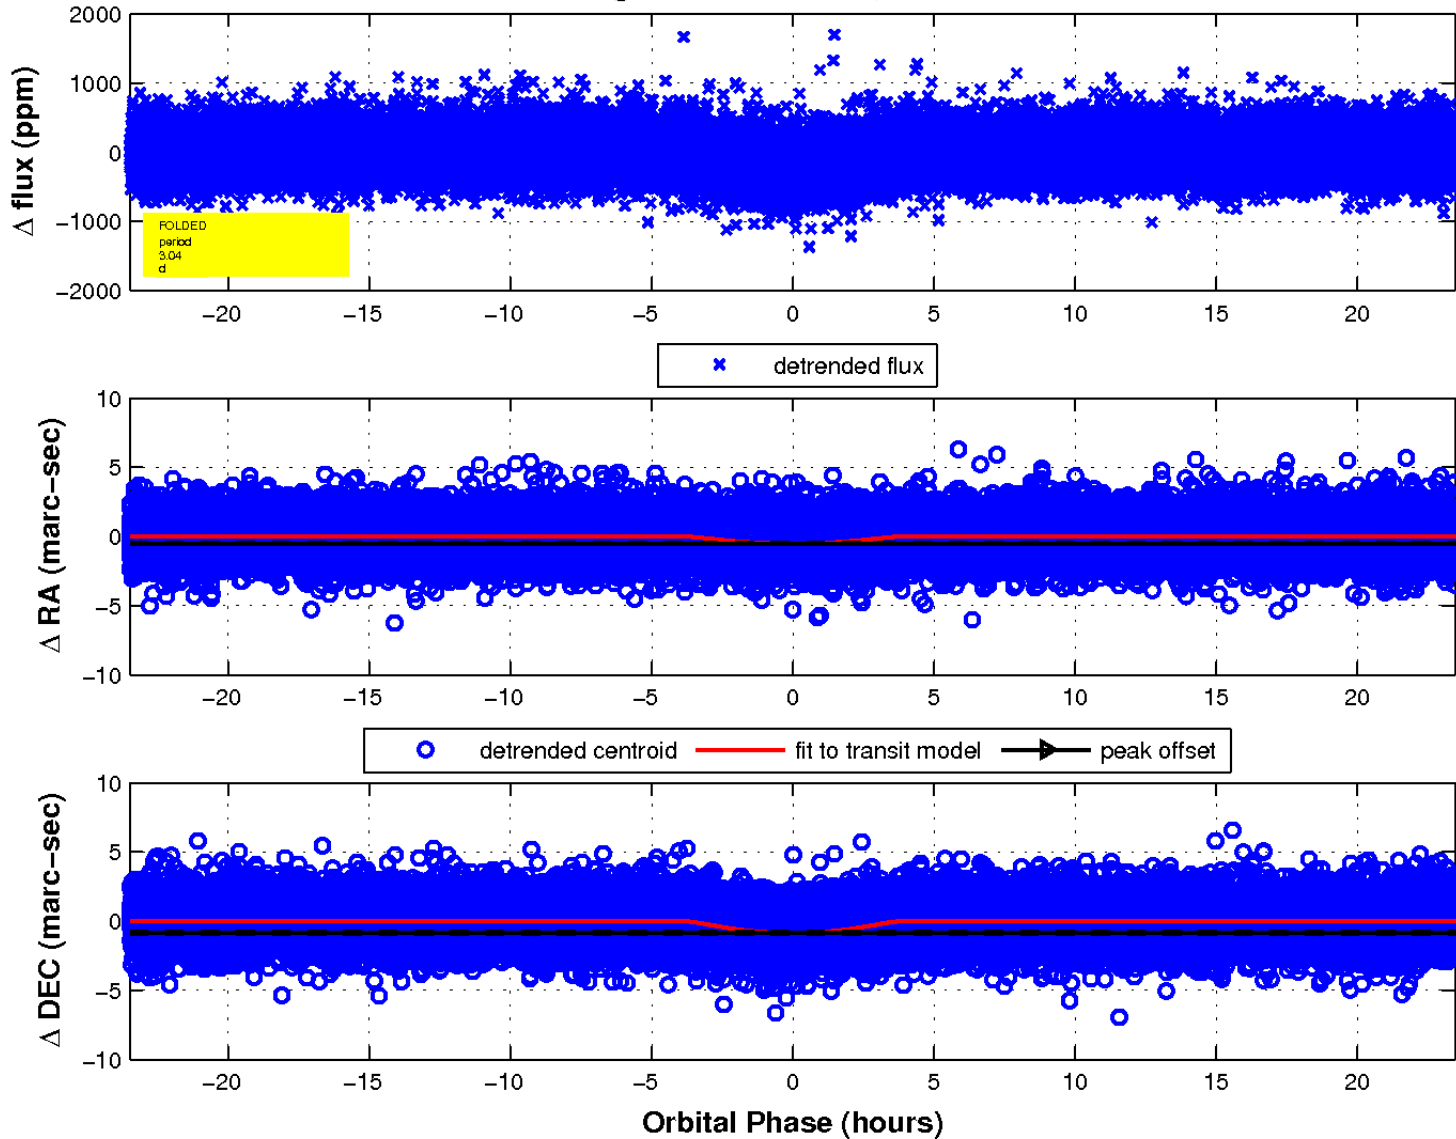 2000
1000
0
−1000
−2000
Δ flux (ppm)
FOLDED
period
3.04
d
−20 −15 −10 −5 0 5 10 15 20
detrended flux
10
5
0
−5
−10
Δ RA (marc−sec)
−20 −15 −10 −5 0 5 10 15 20
detrended centroid fit to transit model peak offset
10
5
0
−5
−10
Δ DEC (marc−sec)
−20 −15 −10 −5 0 5 10 15 20
Orbital Phase (hours)